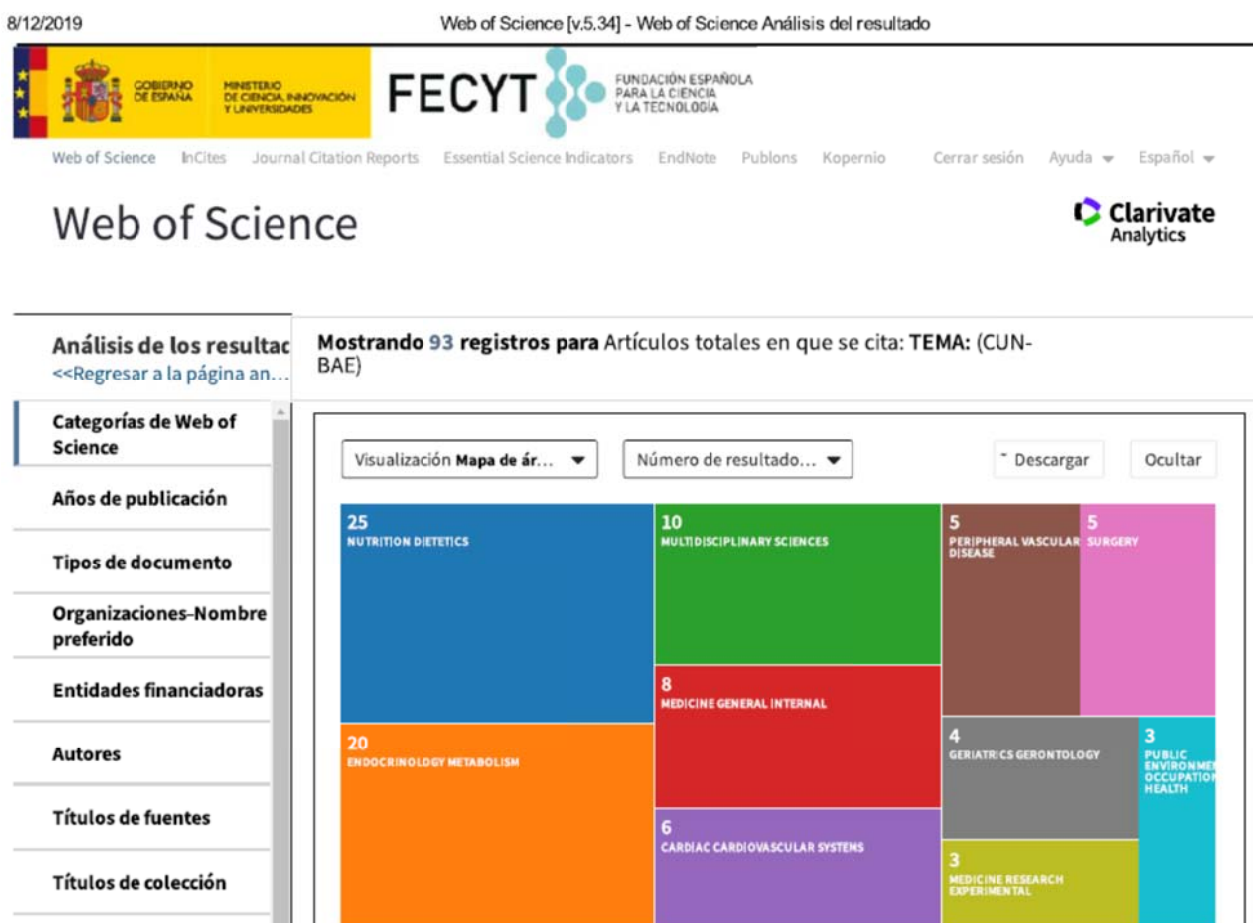 8/12/2019 Web of Science [v.5.34] - Web of Science Análisis del resultado
GOBIERNO
DE ESPAÑA
MINISTERIO
DE CIENCIA, INNOVACIÓN
Y UNIVERSIDADES
FECYT
FUNDACIÓN ESPAÑOLA
PARA LA CIENCIA
Y LA TECNOLOGÍA
Web of Science InCites Journal Citation Reports Essential Science Indicators EndNote Publons Kopernio Cerrar sesión Ayuda Español
Web of Science
Clarivate
Analytics
Análisis de los resultad
<<Regresar a la página an...
Mostrando 93 registros para Artículos totales en que se cita: TEMA: (CUN-
BAE)
Categorías de Web of
Science
Años de publicación
Tipos de documento
Organizaciones-Nombre
preferido
Entidades financiadoras
Autores
Títulos de fuentes
Títulos de colección
Visualización Mapa de ár... Número de resultado... Descargar Ocultar
25
NUTRITION DIETETICS
20
ENDOCRINOLOGY METABOLISM
10
MULTIDISCIPLINARY SCIENCES
8
MEDICINE GENERAL INTERNAL
6
CARDIAC CARDIOVASCULAR SYSTEMS
5
PERIPHERAL VASCULAR
DISEASE
5
SURGERY
4
GERIATRICS GERONTOLOGY
3
PUBLIC
ENVIRONMEN
OCCUPATION
HEALTH
3
MEDICINE RESEARCH
EXPERIMENTAL